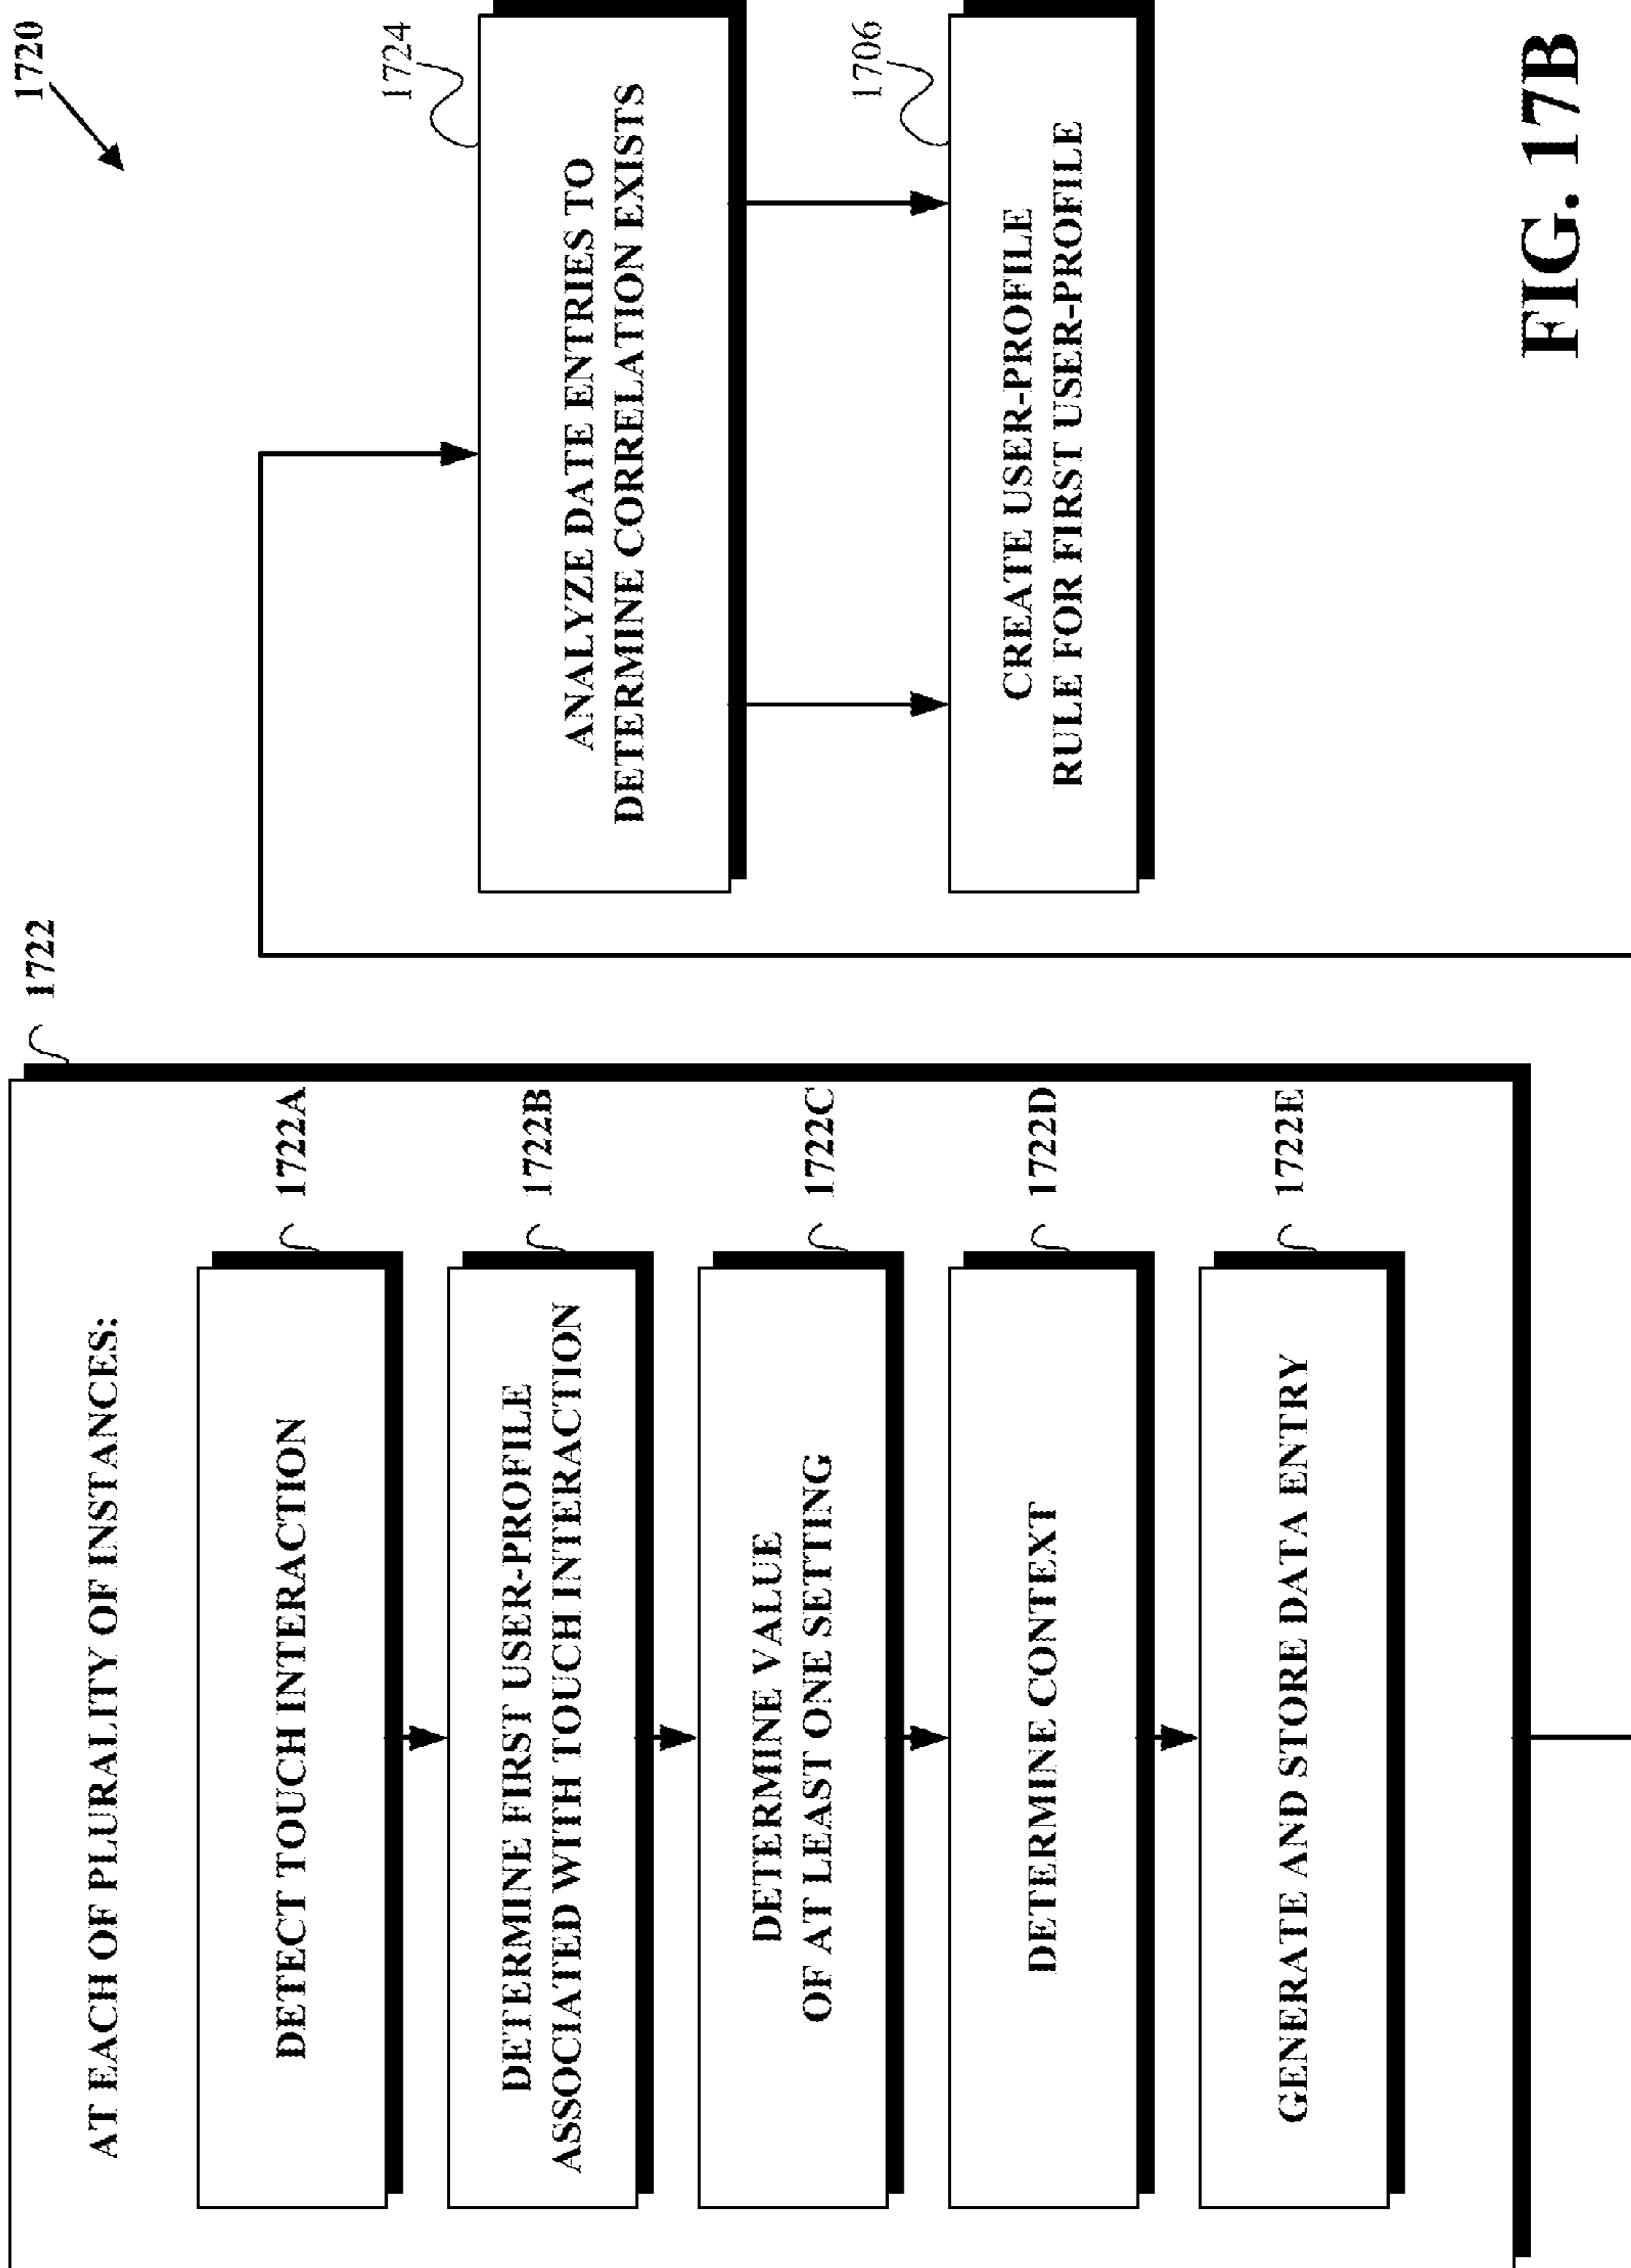 1720
1722
AT EACH OF PLURALITY OF INSTANCES:
1722A
DETECT TOUCH INTERACTION
1722B
DETERMINE FIRST USER-PROFILE
ASSOCIATED WITH TOUCH INTERACTION
1722C
DETERMINE VALUE
OF AT LEAST ONE SETTING
1722D
DETERMINE CONTEXT
1722E
GENERATE AND STORE DATA ENTRY
1724
ANALYZE DATE ENTRIES TO
DETERMINE CORRELATION EXISTS
1706
CREATE USER-PROFILE
RULE FOR FIRST USER-PROFILE
FIG. 17B